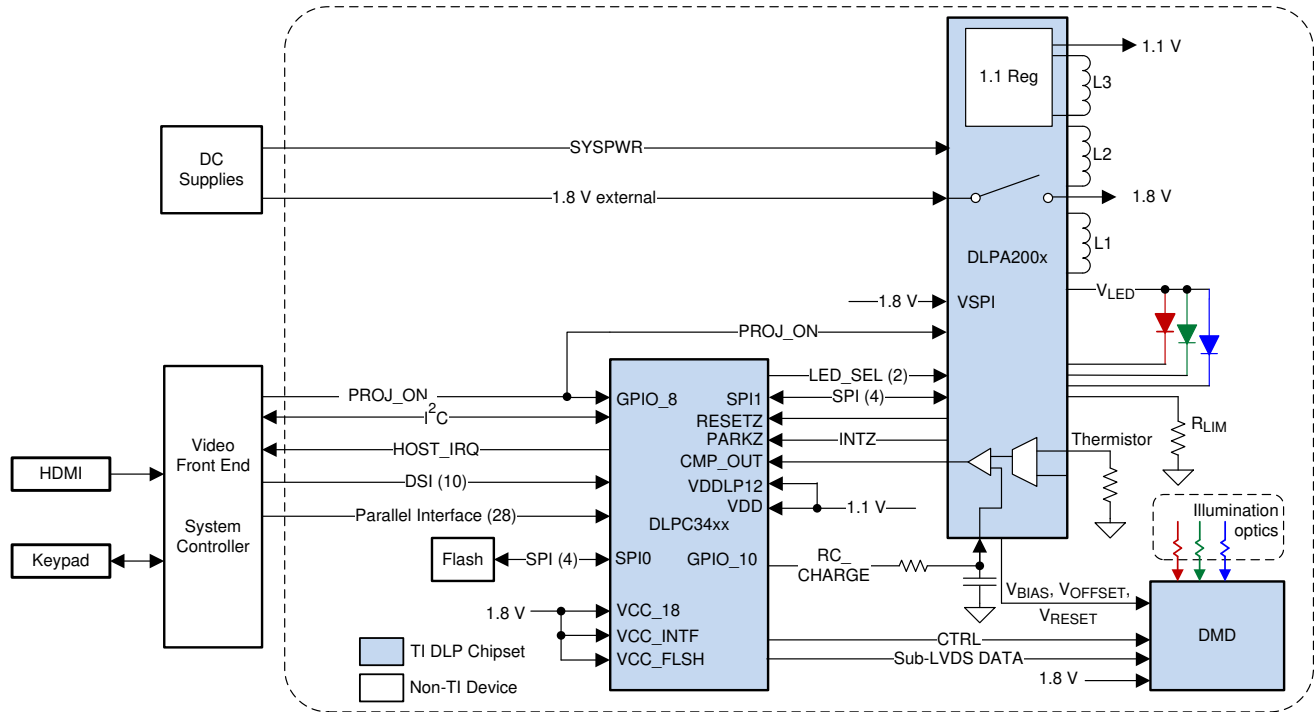 1.1 Reg
1.1 V
L3
DC
Supplies
SYSPWR
L2
1.8 V external
1.8 V
L1
DLPA200x
1.8 V
VSPI
VLED
PROJ_ON
LED_SEL (2)
PROJ_ON
GPIO_8
SPI1
SPI (4)
I2C
RESETZ
RLIM
Video
Front End
HOST_IRQ
PARKZ
INTZ
Thermistor
HDMI
CMP_OUT
DSI (10)
VDDLP12
System
Controller
Parallel Interface (28)
VDD
1.1 V
DLPC34xx
Illumination
optics
Keypad
Flash
SPI (4)
SPI0
GPIO_10
RC_
CHARGE
VBIAS, VOFFSET,
VRESET
1.8 V
VCC_18
VCC_INTF
VCC_FLSH
CTRL
Sub-LVDS DATA
1.8 V
DMD
TI DLP Chipset
Non-TI Device